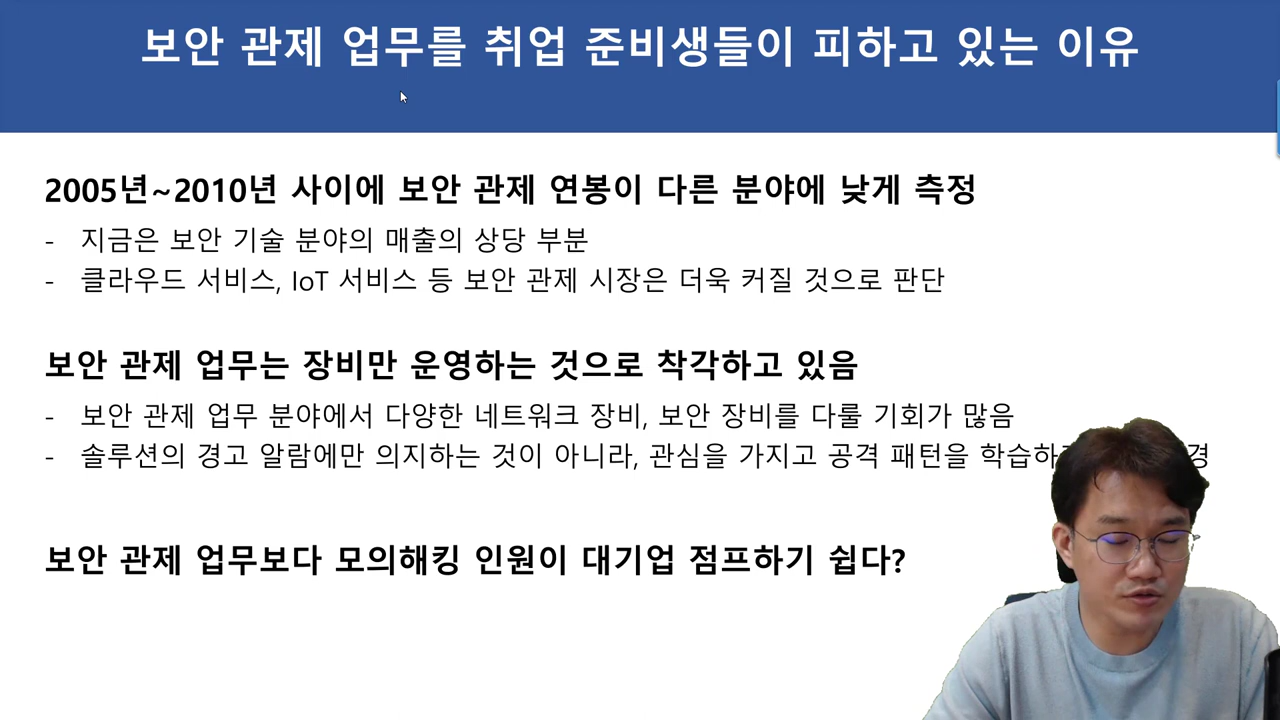 보안 관제 업무를 취업 준비생들이 피하고 있는 이유
2005년~2010년 사이에 보안 관제 연봉이 다른 분야에 낮게 측정
- 지금은 보안 기술 분야의 매출의 상당 부분
- 클라우드 서비스, IoT 서비스 등 보안 관제 시장은 더욱 커질 것으로 판단
보안 관제 업무는 장비만 운영하는 것으로 착각하고 있음
- 보안 관제 업무 분야에서 다양한 네트워크 장비, 보안 장비를 다룰 기회가 많음
- 솔루션의 경고 알람에만 의지하는 것이 아니라, 관심을 가지고 공격 패턴을
보안 관제 업무보다 모의해킹 인원이 대기업 점프하기 쉽다?